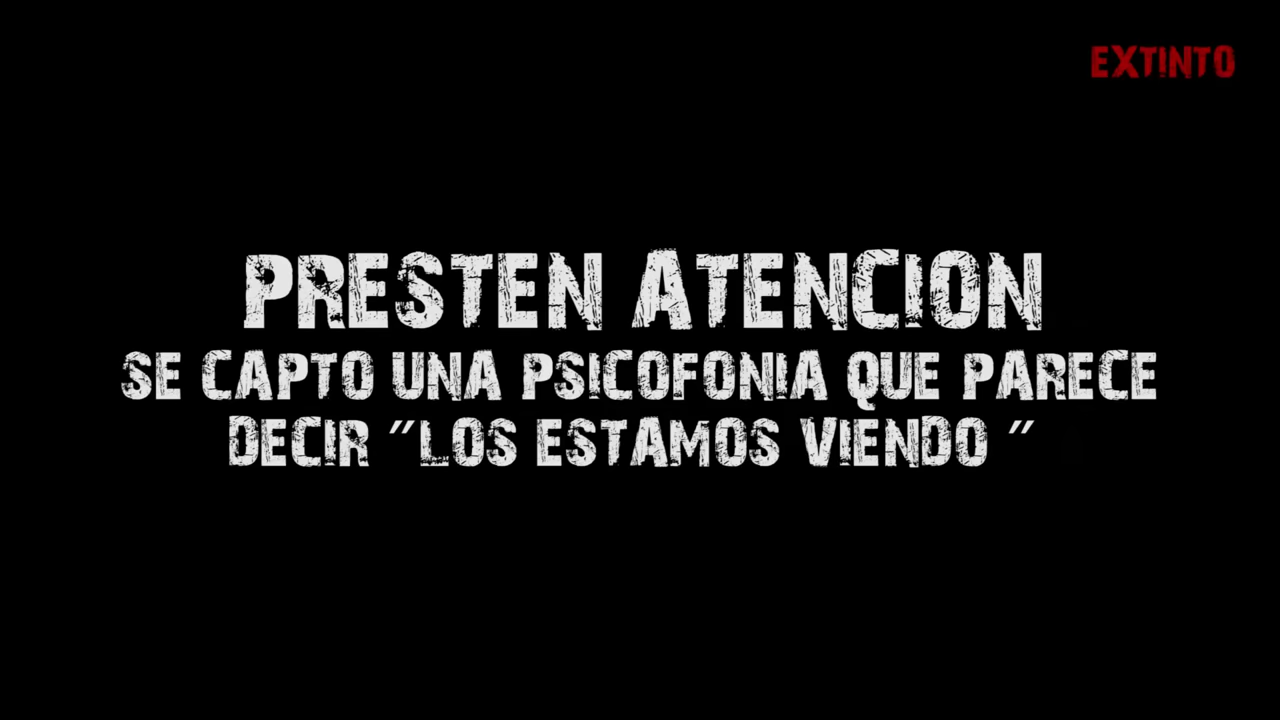 EXTINTO
PRESTEN ATENCION
SE CAPTO UNA PSICOFONIA QUE PARECE
DECIR "LOS ESTAMOS VIENDO "